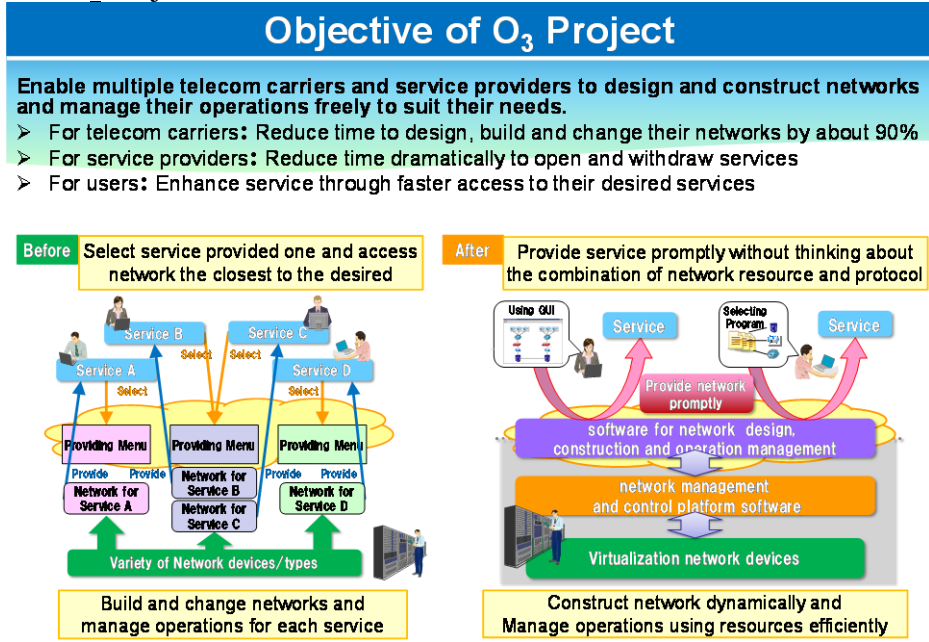 Objective of O3 Project
Enable multiple telecom carriers and service providers to design and construct networks
and manage their operations freely to suit their needs.
➤ For telecom carriers: Reduce time to design, build and change their networks by about 90%
➤ For service providers: Reduce time dramatically to open and withdraw services
➤ For users: Enhance service through faster access to their desired services
Before
Select service provided one and access
network the closest to the desired
Service B
Service C
Select
Select
Service A
Service D
Select
Select
Providing Menu
Providing Menu
Providing Menu
Provide
Provide
Provide
Provide
Network for
Service A
Network for
Service B
Network for
Service C
Network for
Service D
Variety of Network devices/types
Build and change networks and
manage operations for each service
After
Provide service promptly without thinking about
the combination of network resource and protocol
Using GUI
Service
Selecting
Program
Service
Provide network
promptly
software for network design,
construction and operation management
network management
and control platform software
Virtualization network devices
Construct network dynamically and
Manage operations using resources efficiently